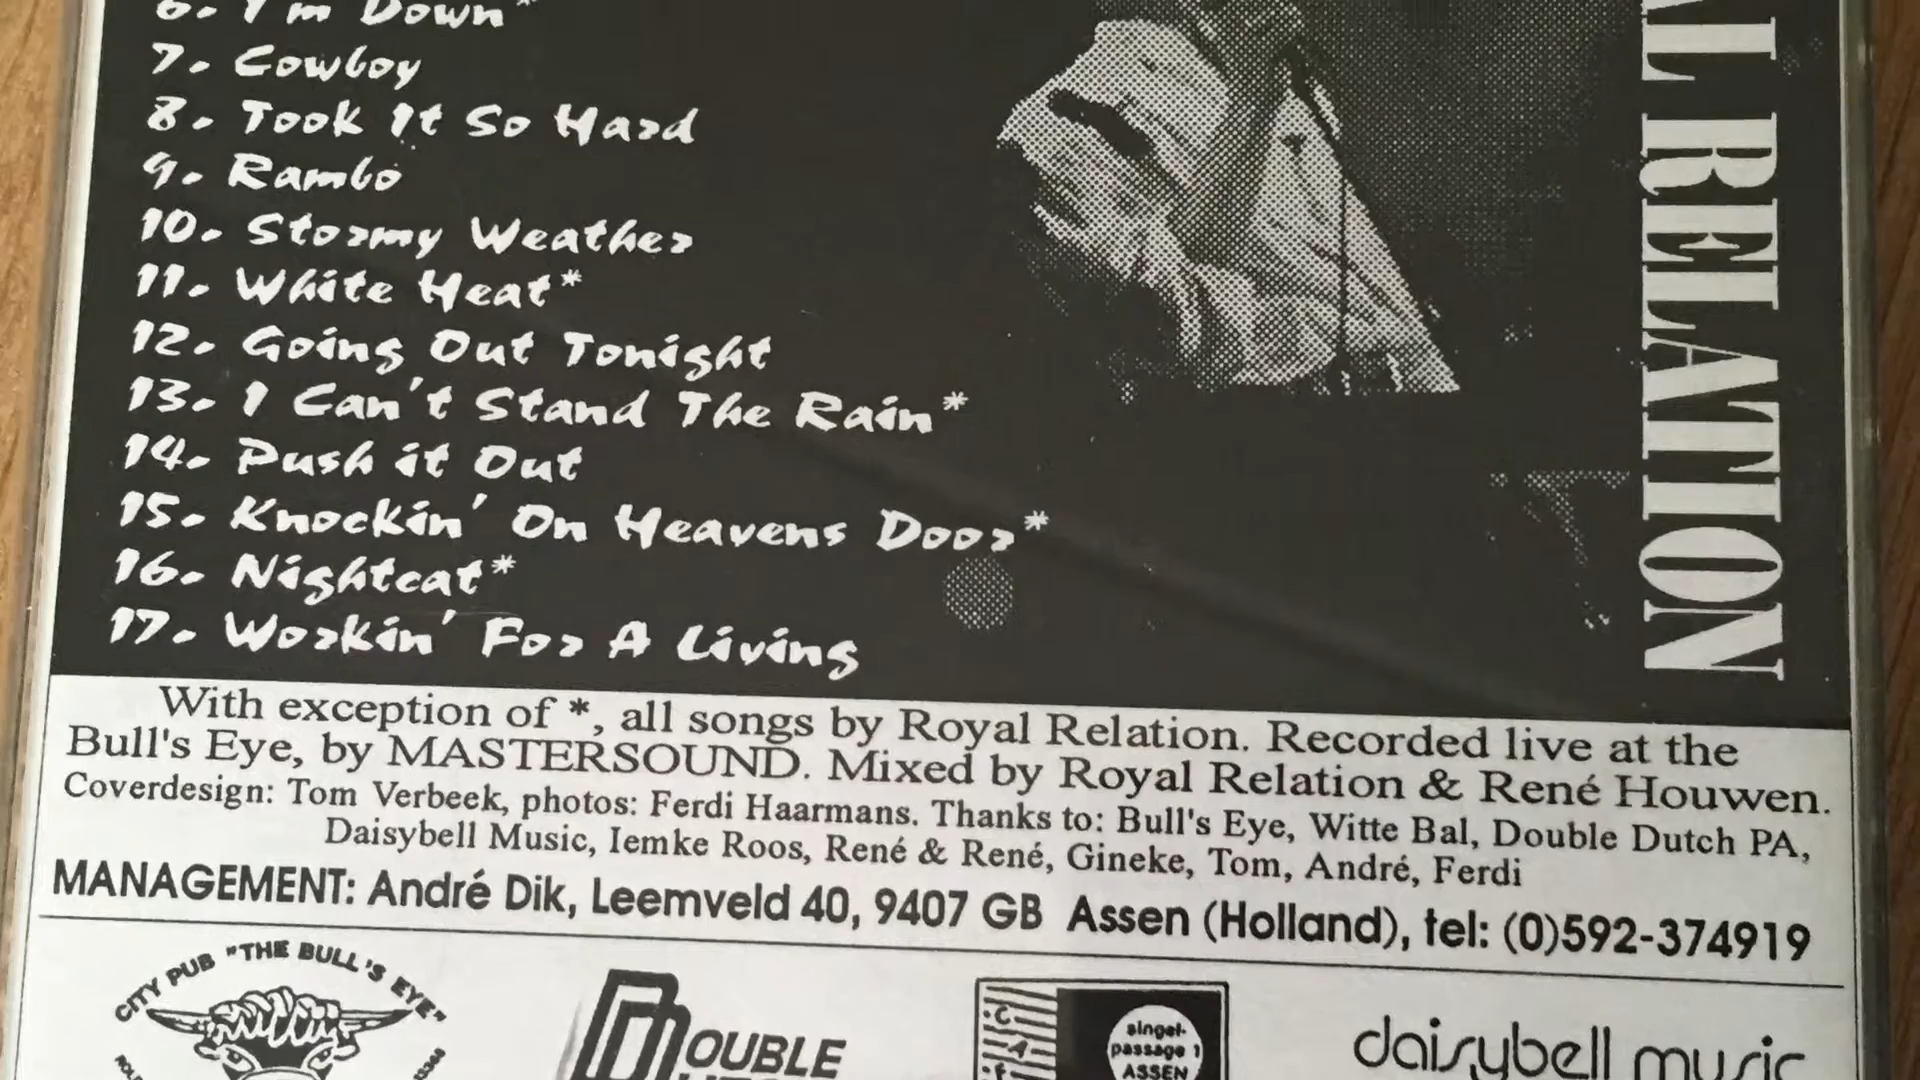 6. I'm Down*
7. Cowboy
8. Took It So Hard
9. Rambo
10. Stormy Weather
11. White Heat*
12. Going Out Tonight
13. I Can't Stand The Rain*
14. Push it Out
15. Knockin' On Heavens Door*
16. Nightcat*
17. Workin' For A Living
RELATION
With exception of *, all songs by Royal Relation. Recorded live at the
Bull's Eye, by MASTERSOUND. Mixed by Royal Relation & René Houwen.
Coverdesign: Tom Verbeek, photos: Ferdi Haarmans. Thanks to: Bull's Eye, Witte Bal, Double Dutch PA,
Daisybell Music, Iemke Roos, René & René, Gineke, Tom, André, Ferdi
MANAGEMENT: André Dik, Leemveld 40, 9407 GB Assen (Holland), tel: (0)592-374919
CITY PUB "THE BULL'S EYE"
DOUBLE
singel-
passage 1
ASSEN
daisybell music